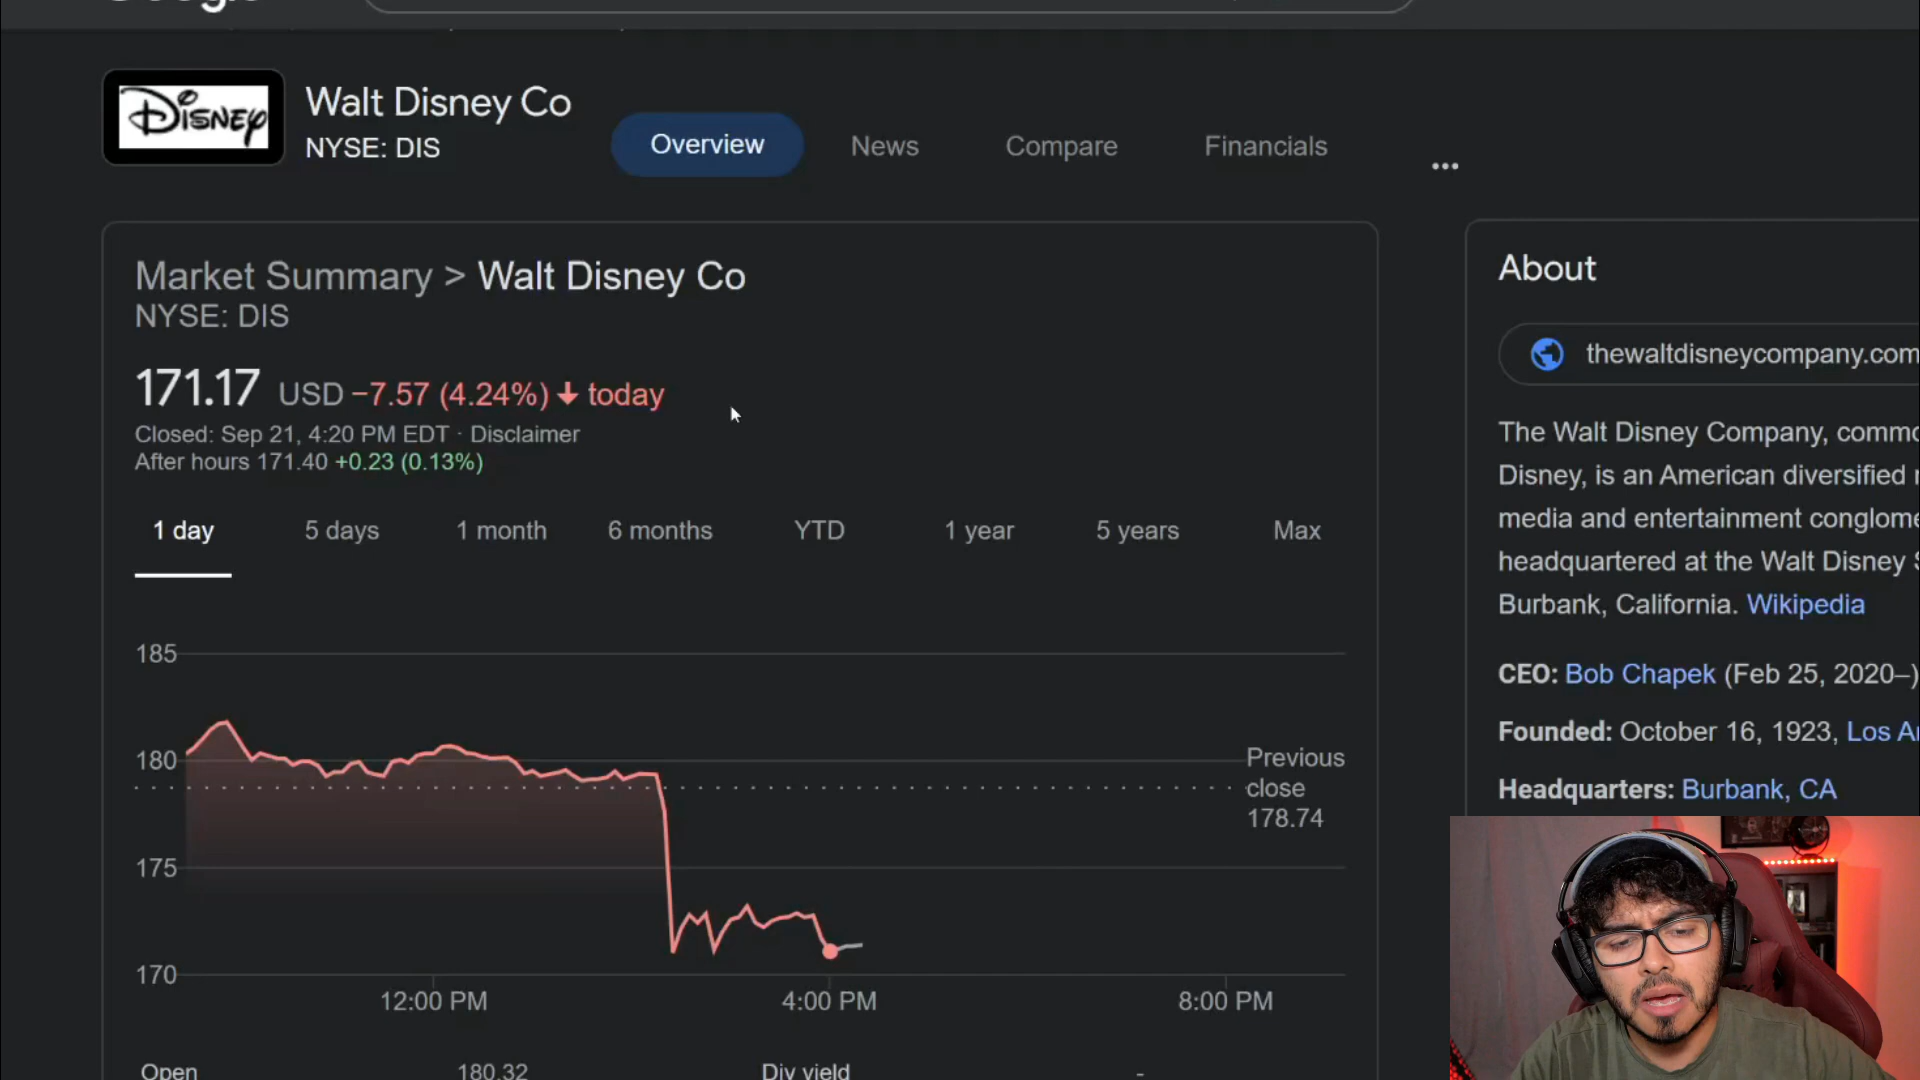 Disney
Walt Disney Co
NYSE: DIS
Overview
News
Compare
Financials
Market Summary > Walt Disney Co
NYSE: DIS
171.17 USD −7.57 (4.24%) today
Closed: Sep 21, 4:20 PM EDT · Disclaimer
After hours 171.40 +0.23 (0.13%)
1 day
5 days
1 month
6 months
YTD
1 year
5 years
Max
185
180
175
170
Previous
close
178.74
12:00 PM
4:00 PM
8:00 PM
Open 180.32
Div yield -
About
thewaltdisneycompany.com
The Walt Disney Company, commo
Disney, is an American diversified
media and entertainment conglome
headquartered at the Walt Disney
Burbank, California. Wikipedia
CEO: Bob Chapek (Feb 25, 2020–)
Founded: October 16, 1923, Los A
Headquarters: Burbank, CA